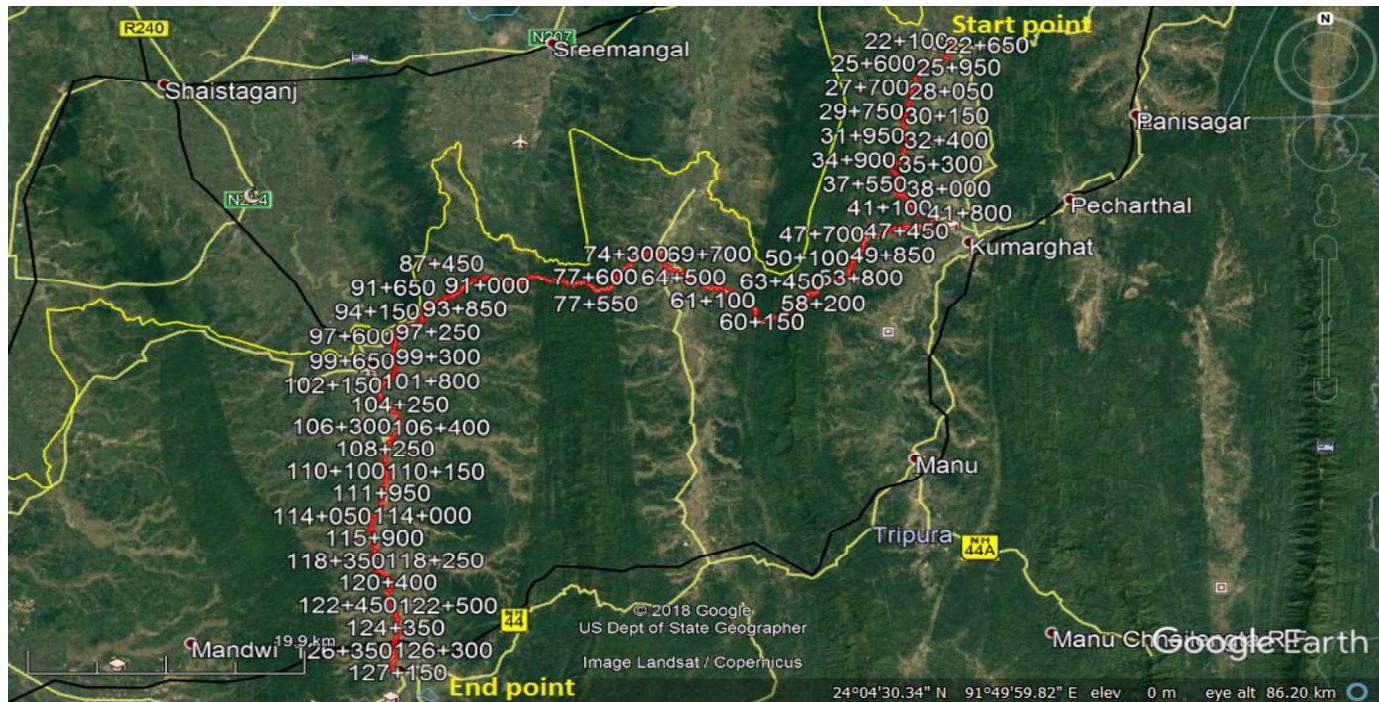 R240
Start point
N207
Sreemangal
22+100 22+650
25+600 25+950
Shaistaganj
27+700 28+050
29+750 30+150
Panisagar
31+950 32+400
34+900 35+300
37+550 38+000
41+100 41+800
Pecharthal
47+700 47+450
Kumarghat
74+300 69+700 50+100 49+850
87+450
77+600 64+500 63+450 53+800
91+650 91+000
77+550 61+100 58+200
94+150 93+850
60+150
97+600 97+250
99+650 99+300
102+150 101+800
104+250
106+300 106+400
108+250
110+100 110+150
Manu
111+950
114+050 114+000
115+900
Tripura
NH
44A
118+350 118+250
120+400
122+450 122+500
© 2018 Google
NH
44
124+350
US Dept of State Geographer
19.9 km
Mandwi
126+350 126+300
Image Landsat / Copernicus
Google Earth
127+150
End point
24°04'30.34" N 91°49'59.82" E elev 0 m eye alt 86.20 km
N